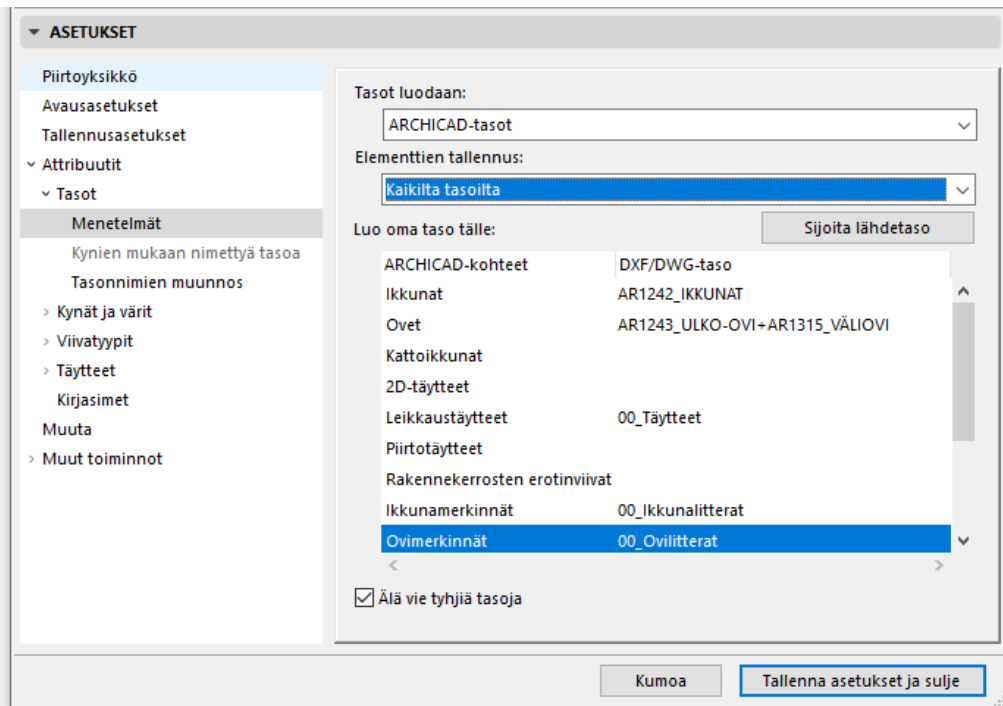 ASETUKSET
Piirtoyksikkö
Avausasetukset
Tallennusasetukset
Attribuutit
Tasot
Menetelmät
Kynien mukaan nimettyä tasoa
Tasonnimien muunnos
Kynät ja värit
Viivatyypit
Täytteet
Kirjasimet
Muuta
Muut toiminnot
Tasot luodaan:
ARCHICAD-tasot
Elementtien tallennus:
Kaikilta tasoilta
Luo oma taso tälle:
Sijoita lähdetaso
ARCHICAD-kohteet DXF/DWG-taso
Ikkunat AR1242_IKKUNAT
Ovet AR1243_ULKO-OVI+AR1315_VÄLIOVI
Kattoikkunat
2D-täytteet
Leikkaustäytteet 00_Täytteet
Piirtotäytteet
Rakennekerrosten erotinviivat
Ikkunamerkinnät 00_Ikkunalitterat
Ovimerkinnät 00_Ovilitterat
Älä vie tyhjiä tasoja
Kumoa
Tallenna asetukset ja sulje